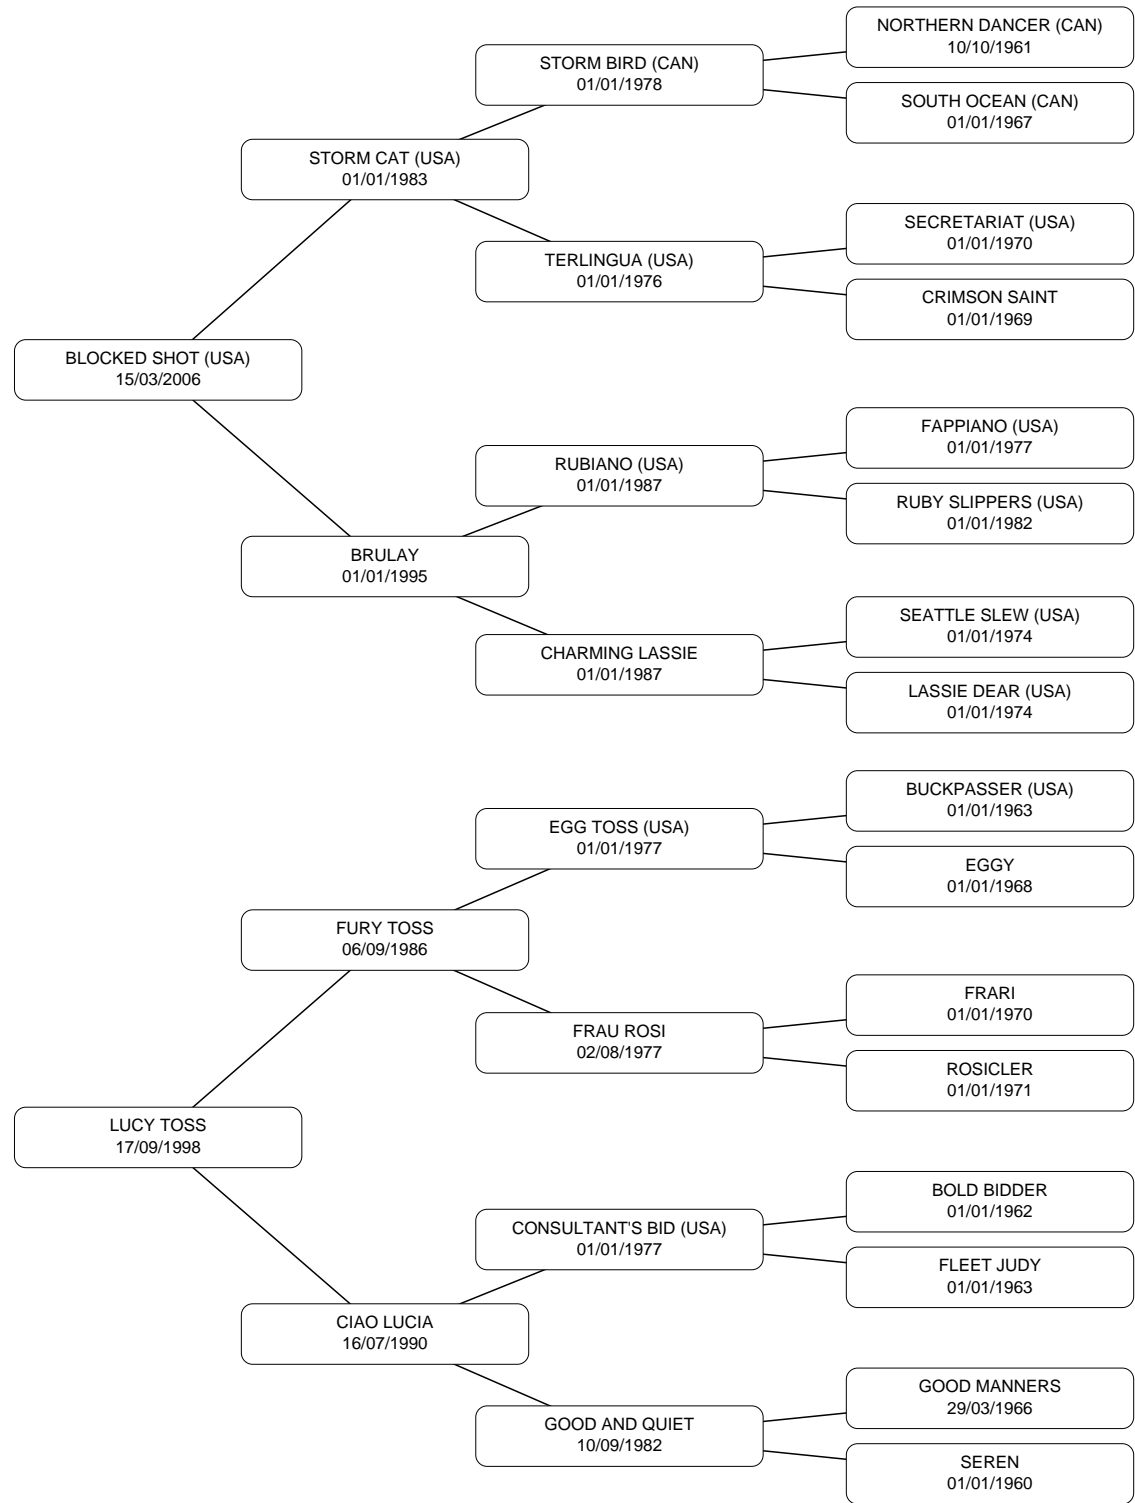 NORTHERN DANCER (CAN)
10/10/1961
STORM BIRD (CAN)
01/01/1978
SOUTH OCEAN (CAN)
01/01/1967
STORM CAT (USA)
01/01/1983
SECRETARIAT (USA)
01/01/1970
TERLINGUA (USA)
01/01/1976
CRIMSON SAINT
01/01/1969
BLOCKED SHOT (USA)
15/03/2006
FAPPIANO (USA)
01/01/1977
RUBIANO (USA)
01/01/1987
RUBY SLIPPERS (USA)
01/01/1982
BRULAY
01/01/1995
SEATTLE SLEW (USA)
01/01/1974
CHARMING LASSIE
01/01/1987
LASSIE DEAR (USA)
01/01/1974
BUCKPASSER (USA)
01/01/1963
EGG TOSS (USA)
01/01/1977
EGGY
01/01/1968
FURY TOSS
06/09/1986
FRARI
01/01/1970
FRAU ROSI
02/08/1977
ROSICLER
01/01/1971
LUCY TOSS
17/09/1998
BOLD BIDDER
01/01/1962
CONSULTANT'S BID (USA)
01/01/1977
FLEET JUDY
01/01/1963
CIAO LUCIA
16/07/1990
GOOD MANNERS
29/03/1966
GOOD AND QUIET
10/09/1982
SEREN
01/01/1960